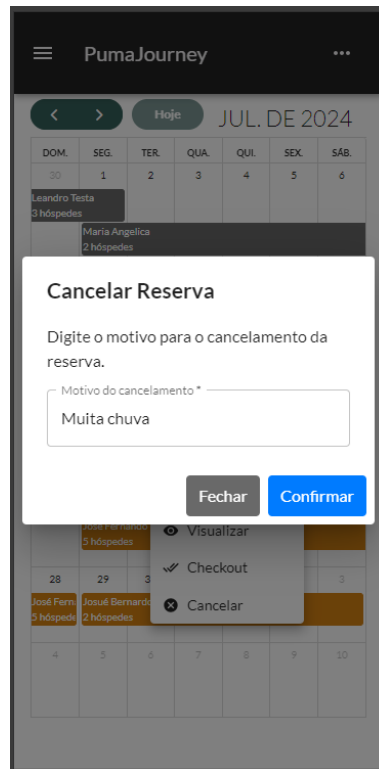 PumaJourney
Hoje
JUL. DE 2024
DOM. SEG. TER. QUA. QUI. SEX. SÁB.
30 1 2 3 4 5 6
Leandro Testa
3 hóspedes
Maria Angelica
2 hóspedes
Cancelar Reserva
Digite o motivo para o cancelamento da
reserva.
Motivo do cancelamento *
Muita chuva
Fechar Confirmar
José Fernando
5 hóspedes
Visualizar
Checkout
28 29 3 3
José Fern
5 hóspede
Josué Bernardo
2 hóspedes
Cancelar
4 5 6 7 8 9 10